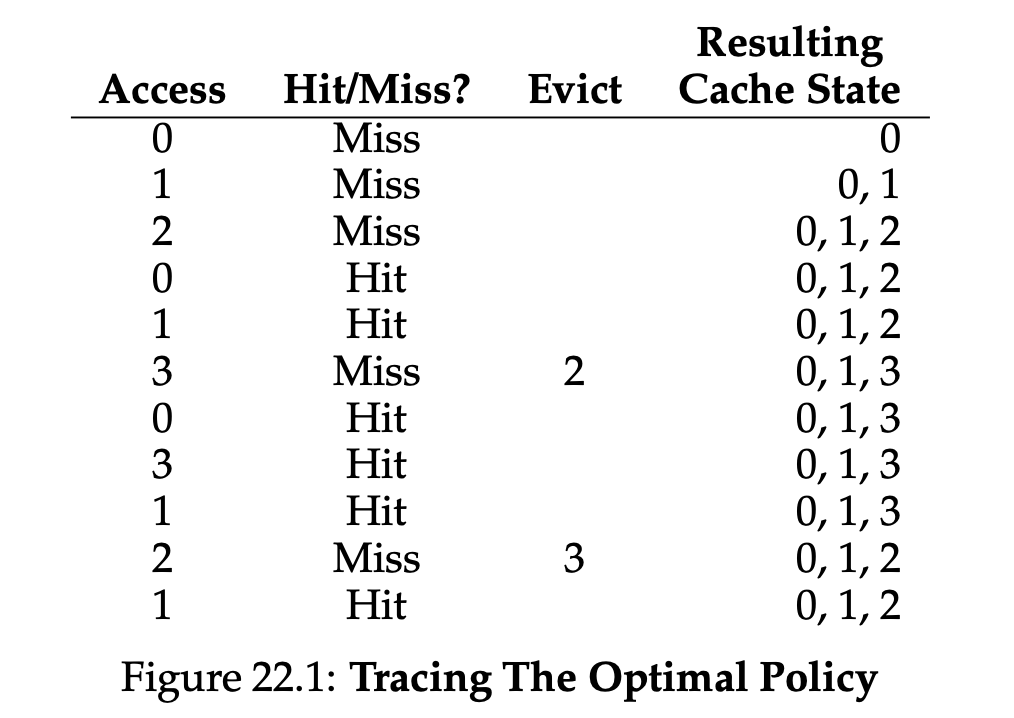 Resulting
Access Hit/Miss? Evict Cache State
0 Miss 0
1 Miss 0, 1
2 Miss 0, 1, 2
0 Hit 0, 1, 2
1 Hit 0, 1, 2
3 Miss 2 0, 1, 3
0 Hit 0, 1, 3
3 Hit 0, 1, 3
1 Hit 0, 1, 3
2 Miss 3 0, 1, 2
1 Hit 0, 1, 2
Figure 22.1: Tracing The Optimal Policy